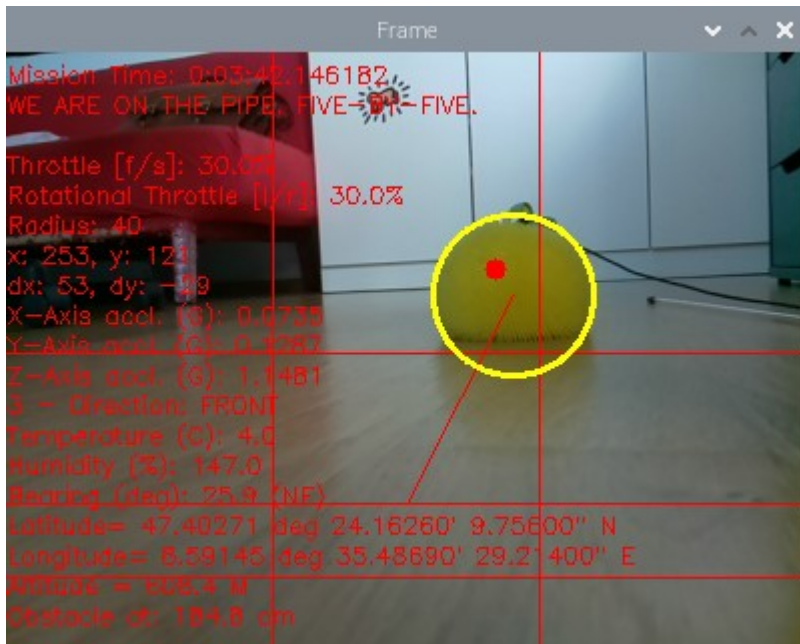 Frame
Mission Time: 0:03:42.146182
WE ARE ON THE PIPE, FIVE-BY-FIVE.
Throttle [f/s]: 30.0%
Rotational Throttle [l/r]: 30.0%
Radius: 40
x: 253, y: 121
dx: 53, dy: -29
X-Axis accl. (G): 0.0735
Y-Axis accl. (G): 0.1287
Z-Axis accl. (G): 1.1481
3 - Direction: FRONT
Temperature (C): 4.0
Humidity (%): 147.0
Bearing (deg): 25.9 (NE)
Latitude= 47.40271 deg 24.16260' 9.75600" N
Longitude= 8.59145 deg 35.48690' 29.21400" E
Altitude = 608.4 M
Obstacle at: 184.8 cm